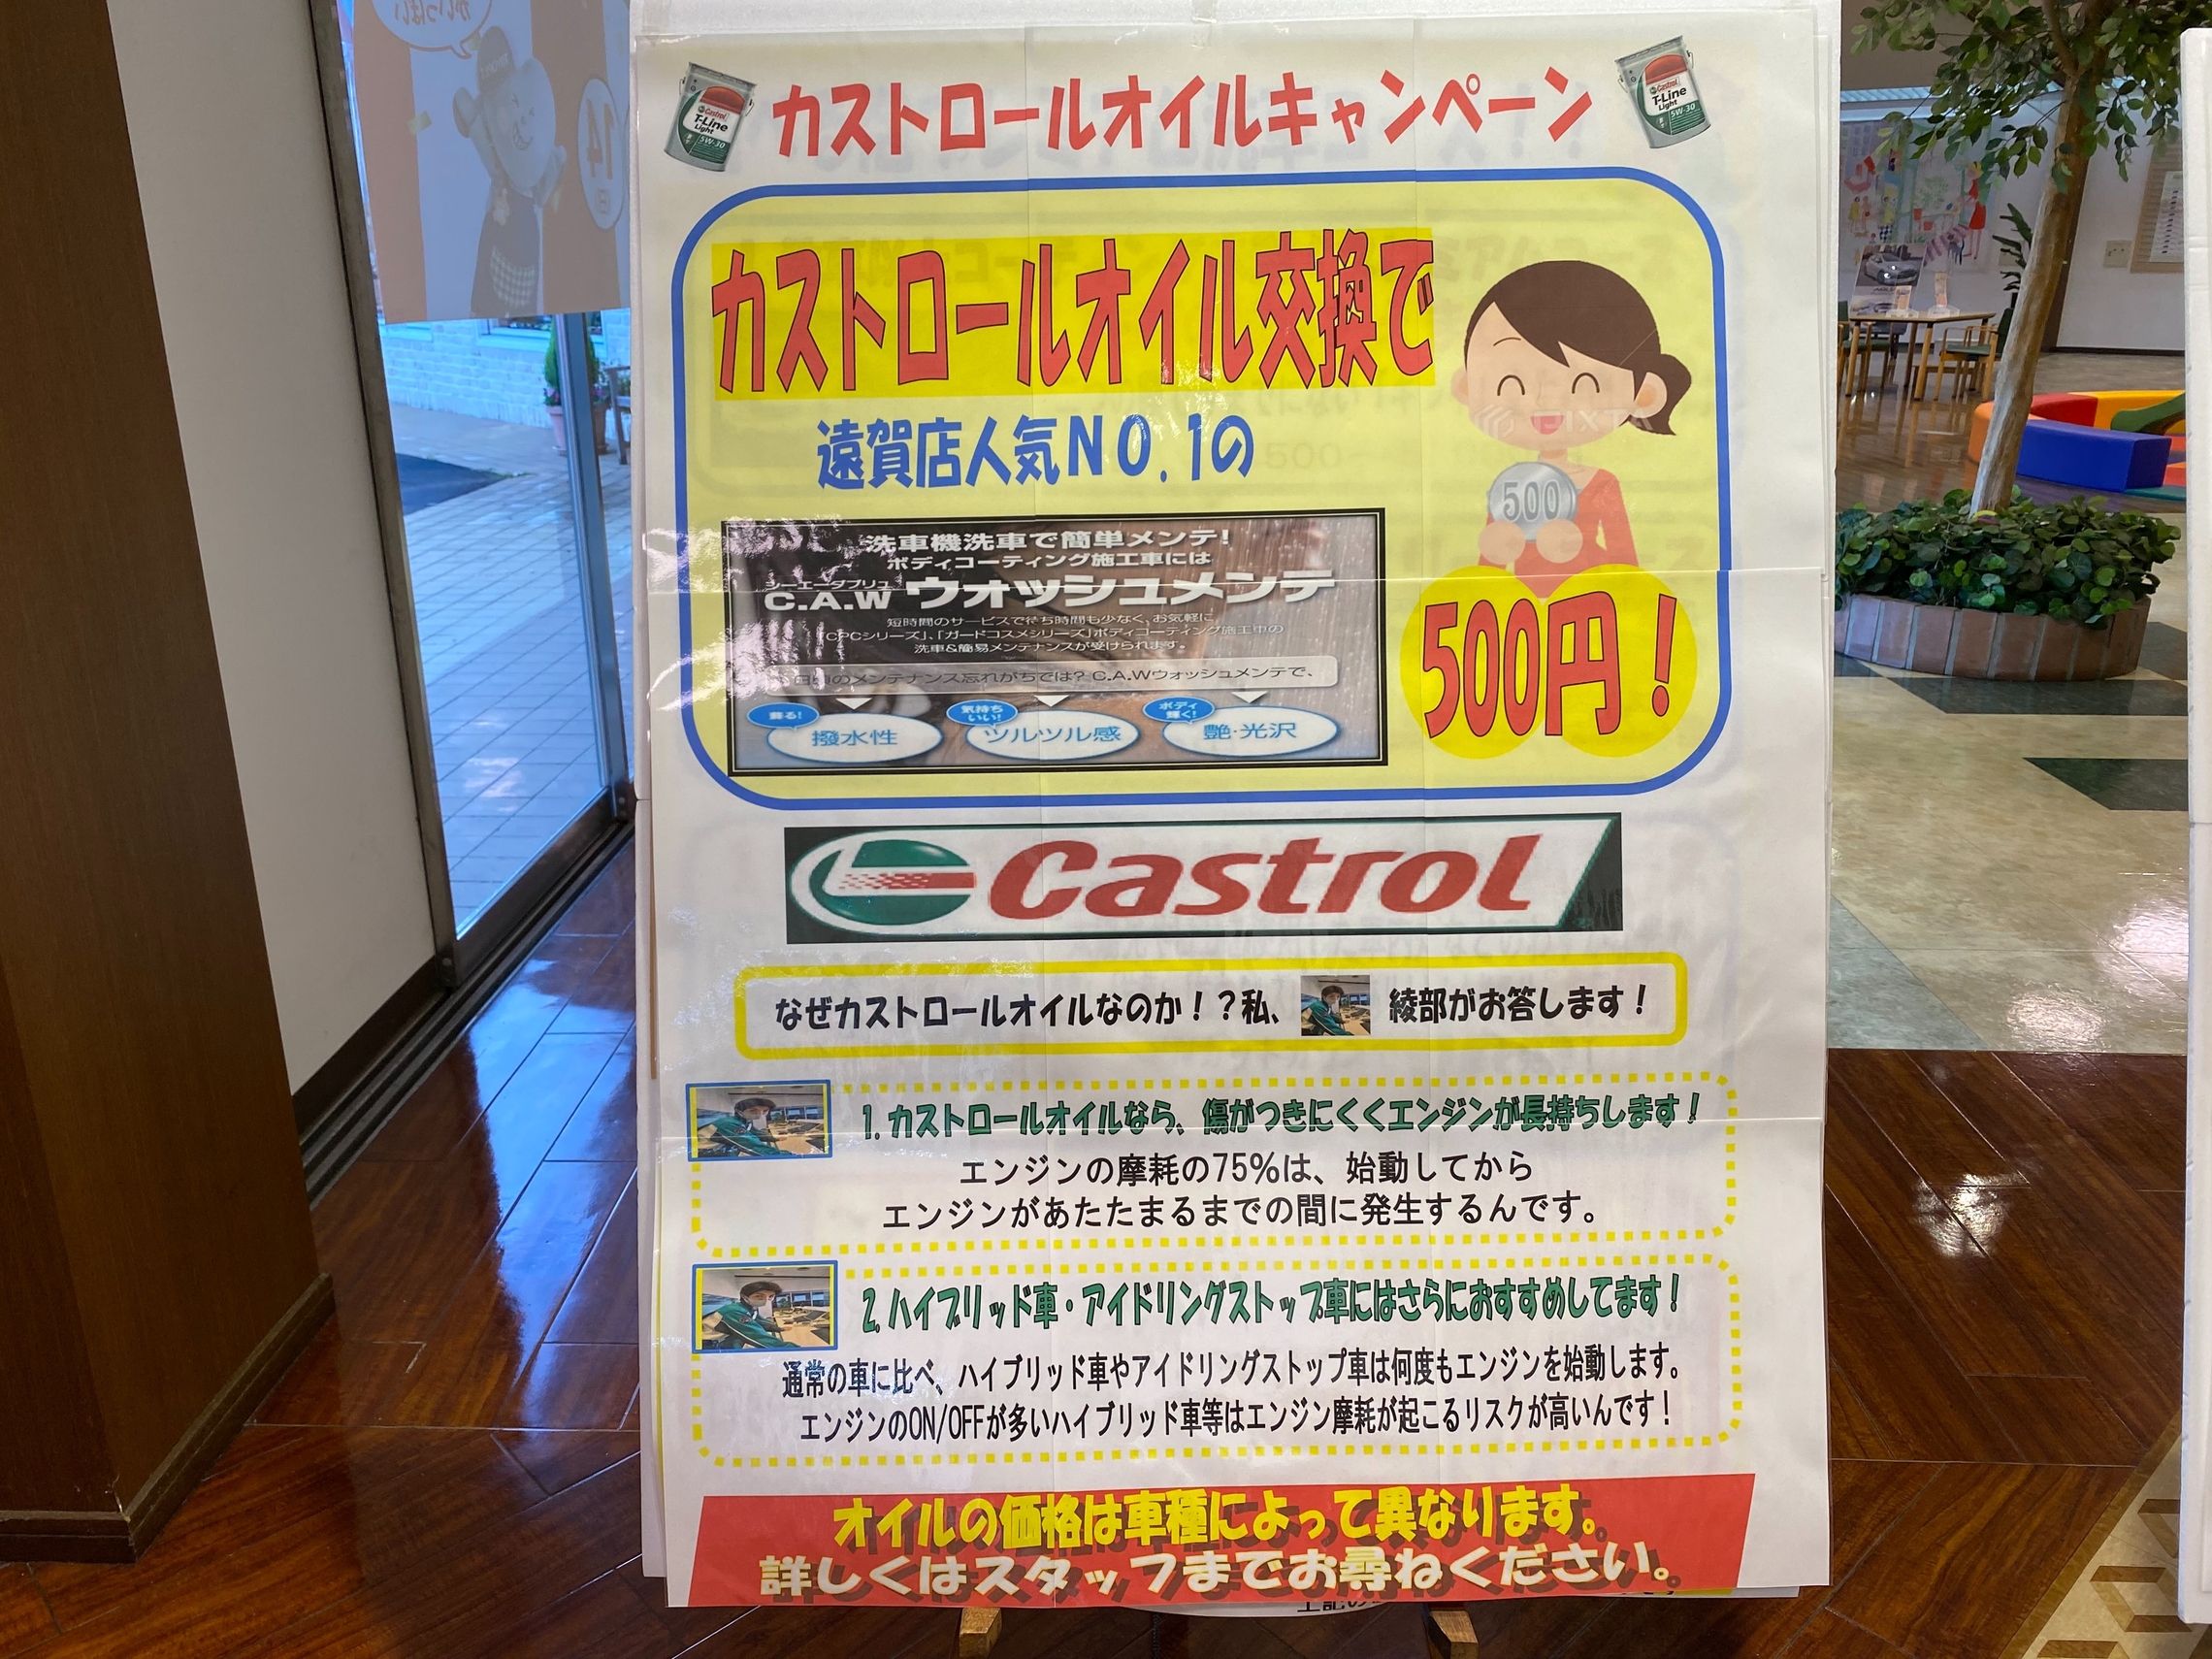 カストロールオイルキャンペーン
Castrol
T-Line
Light
5W-30
Castrol
T-Line
Light
5W-30
カストロールオイル交換で
遠賀店人気NO.1の
500
洗車機洗車で簡単メンテ!
ボディコーティング施工車には
シーエーダブリュ
C.A.W ウォッシュメンテ
短時間のサービスで待ち時間も少なく、お気軽に
「CPCシリーズ」、「ガードコスメシリーズ」ボディコーティング施工車の
洗車&簡易メンテナンスが受けられます。
のメンテナンス忘れがちでは? C.A.Wウォッシュメンテで、
蘇る!
撥水性
気持ち
いい!
ツルツル感
ボディ
輝く!
艶・光沢
500円!
Castrol
なぜカストロールオイルなのか!?私、綾部がお答します!
1.カストロールオイルなら、傷がつきにくくエンジンが長持ちします!
エンジンの摩耗の75%は、始動してから
エンジンがあたたまるまでの間に発生するんです。
2.ハイブリッド車・アイドリングストップ車にはさらにおすすめしてます!
通常の車に比べ、ハイブリッド車やアイドリングストップ車は何度もエンジンを始動します。
エンジンのON/OFFが多いハイブリッド車等はエンジン摩耗が起こるリスクが高いんです!
オイルの価格は車種によって異なります。
詳しくはスタッフまでお尋ねください。